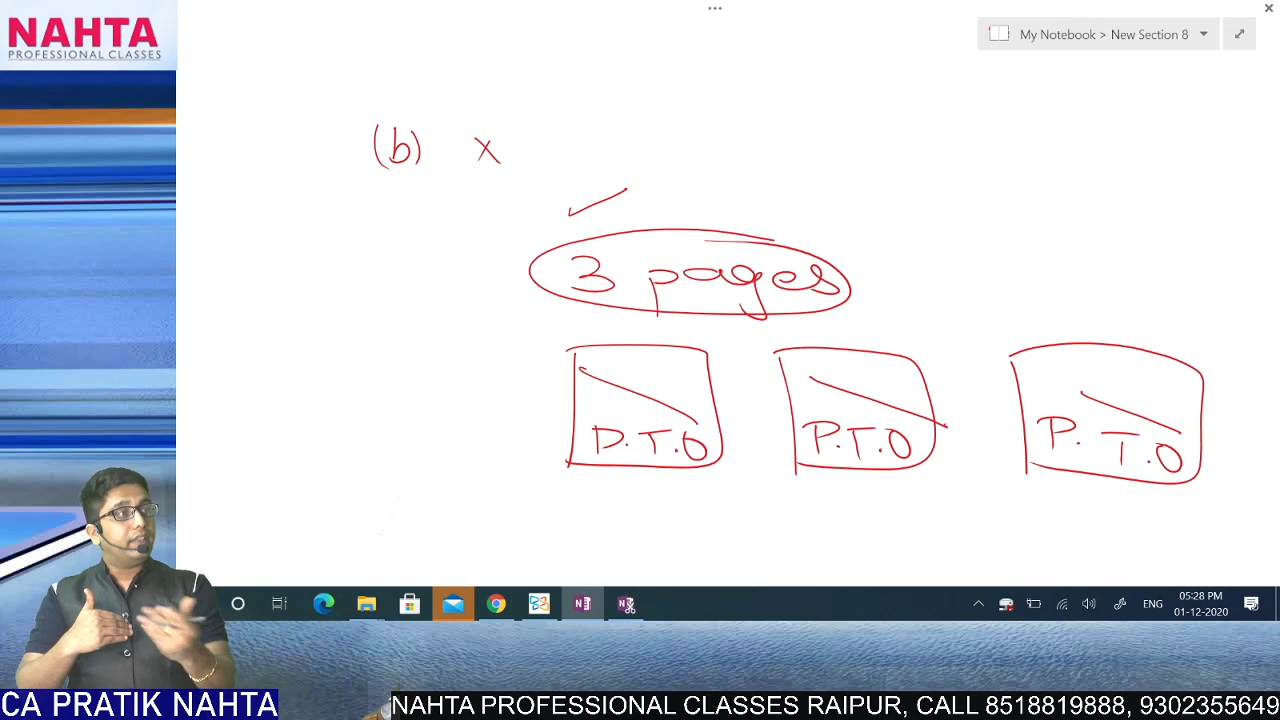 NAHTA
PROFESSIONAL CLASSES
My Notebook > New Section 8
(b) x
3 pages
P.T.O P.T.O P.T.O
ENG
05:28 PM
01-12-2020
CA PRATIK NAHTA
NAHTA PROFESSIONAL CLASSES RAIPUR, CALL 8518819888, 9302355649